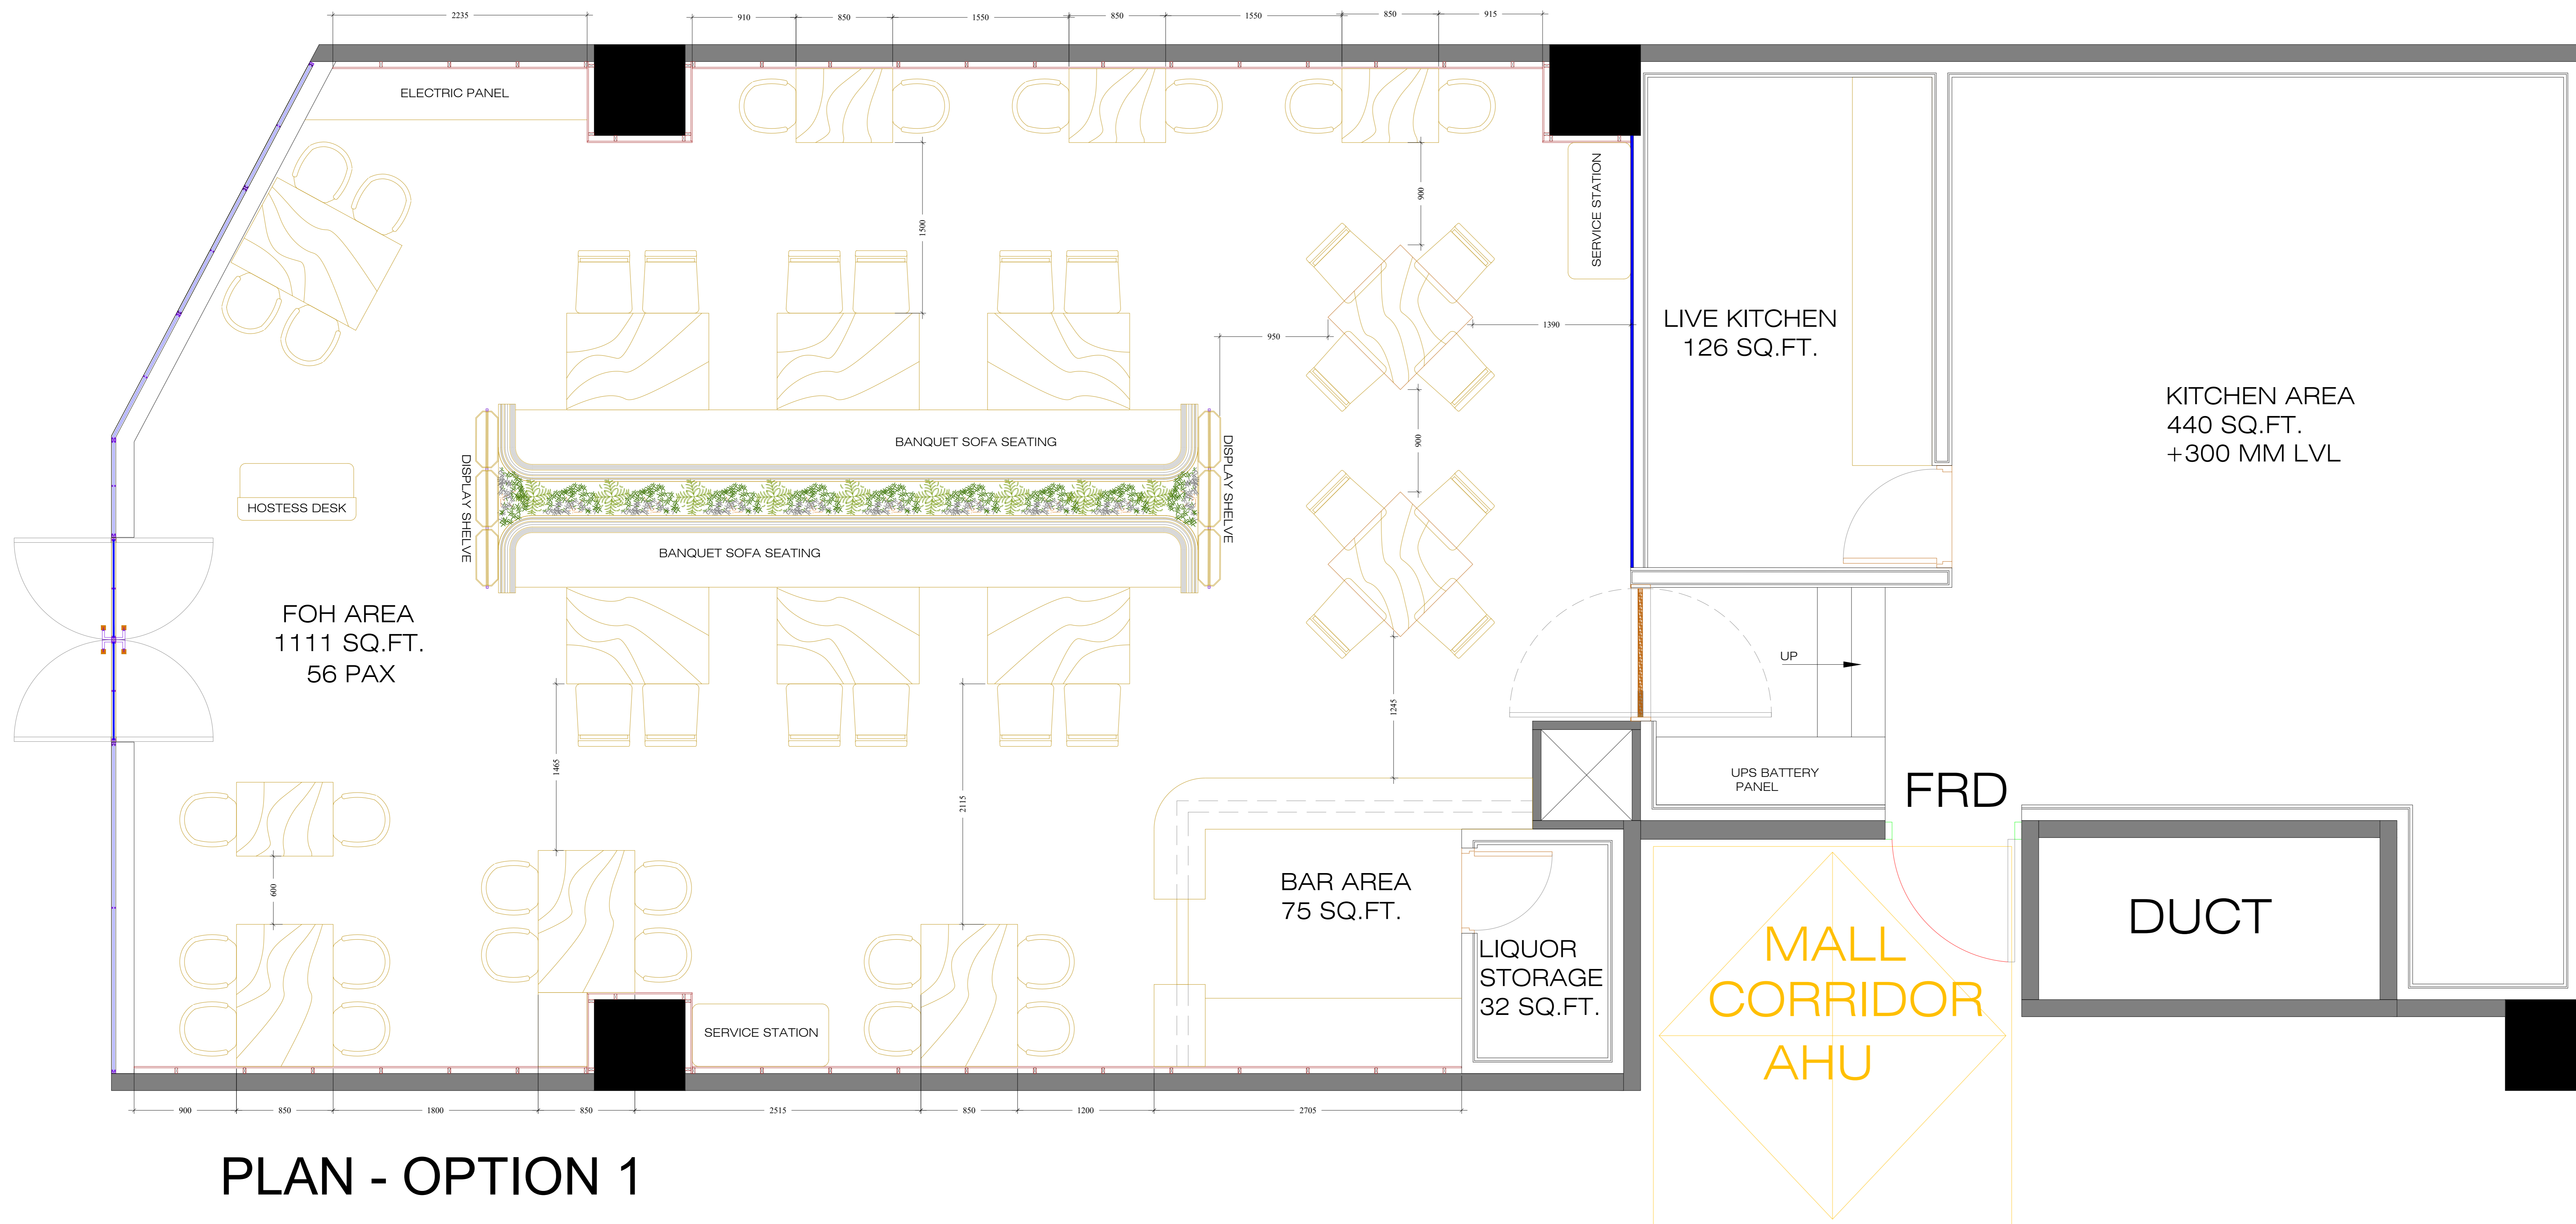 2235
910
850
1550
850
1550
850
915
ELECTRIC PANEL
SERVICE STATION
900
1500
LIVE KITCHEN
126 SQ.FT.
950
1390
KITCHEN AREA
440 SQ.FT.
+300 MM LVL
BANQUET SOFA SEATING
900
DISPLAY SHELVE
DISPLAY SHELVE
HOSTESS DESK
BANQUET SOFA SEATING
FOH AREA
1111 SQ.FT.
56 PAX
UP
1245
1465
2115
UPS BATTERY
PANEL
FRD
600
BAR AREA
75 SQ.FT.
LIQUOR
STORAGE
32 SQ.FT.
MALL
CORRIDOR
AHU
DUCT
SERVICE STATION
900
850
1800
850
2515
850
1200
2705
PLAN - OPTION 1